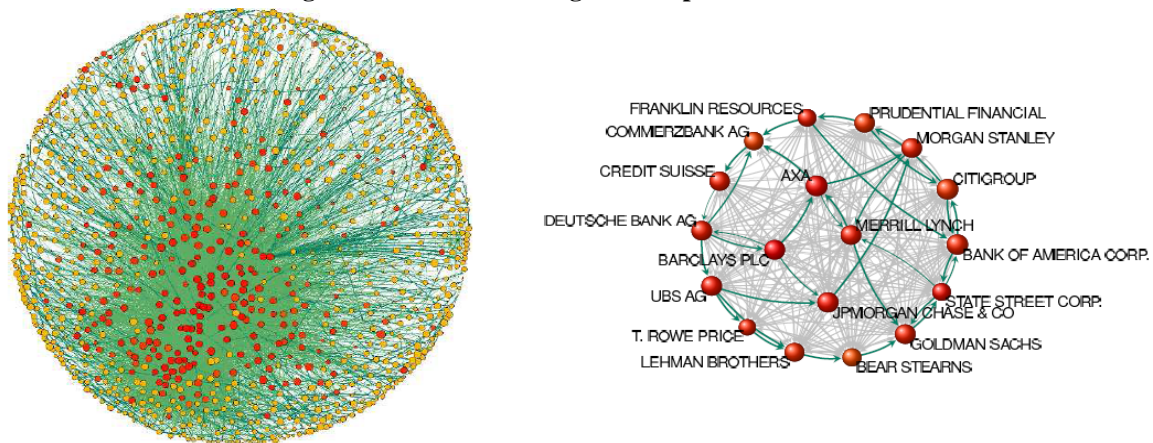 FRANKLIN RESOURCES
PRUDENTIAL FINANCIAL
COMMERZBANK AG
MORGAN STANLEY
CREDIT SUISSE
AXA
CITIGROUP
DEUTSCHE BANK AG
MERRILL LYNCH
BANK OF AMERICA CORP.
BARCLAYS PLC
UBS AG
STATE STREET CORP.
JPMORGAN CHASE & CO
T. ROWE PRICE
GOLDMAN SACHS
LEHMAN BROTHERS
BEAR STEARNS